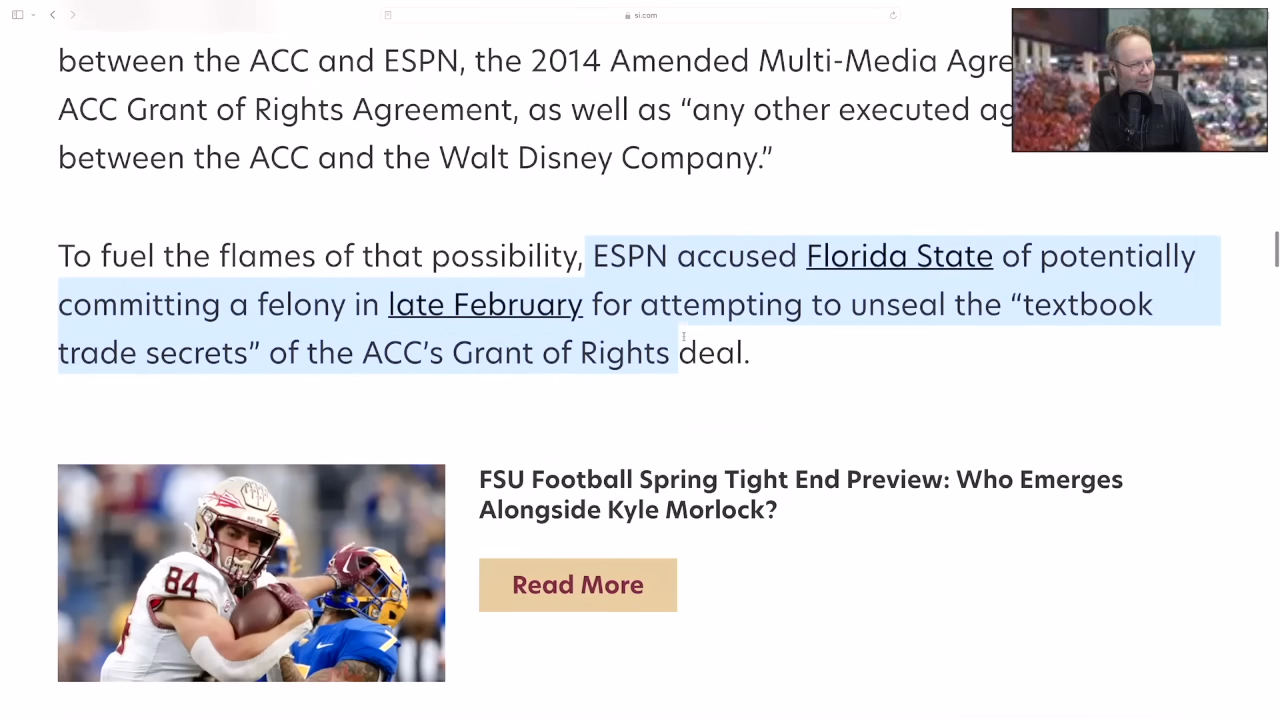 si.com
between the ACC and ESPN, the 2014 Amended Multi-Media Agre
ACC Grant of Rights Agreement, as well as “any other executed ag
between the ACC and the Walt Disney Company.”
To fuel the flames of that possibility, ESPN accused Florida State of potentially
committing a felony in late February for attempting to unseal the “textbook
trade secrets” of the ACC’s Grant of Rights deal.
FSU Football Spring Tight End Preview: Who Emerges
Alongside Kyle Morlock?
Read More
84
7